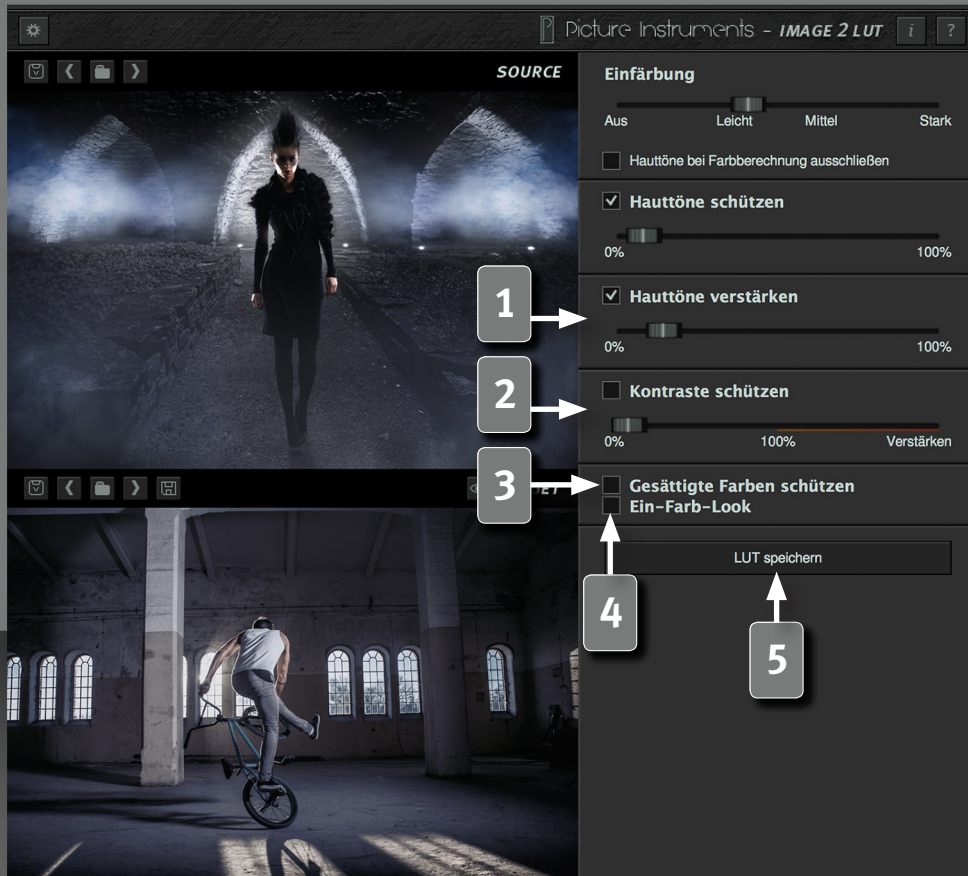 Picture Instruments - IMAGE 2 LUT i ?
SOURCE
Einfärbung
Aus Leicht Mittel Stark
Hauttöne bei Farbberechnung ausschließen
Hauttöne schützen
0% 100%
1
Hauttöne verstärken
0% 100%
2
Kontraste schützen
0% 100% Verstärken
3
Gesättigte Farben schützen
Ein-Farb-Look
LUT speichern
4
5